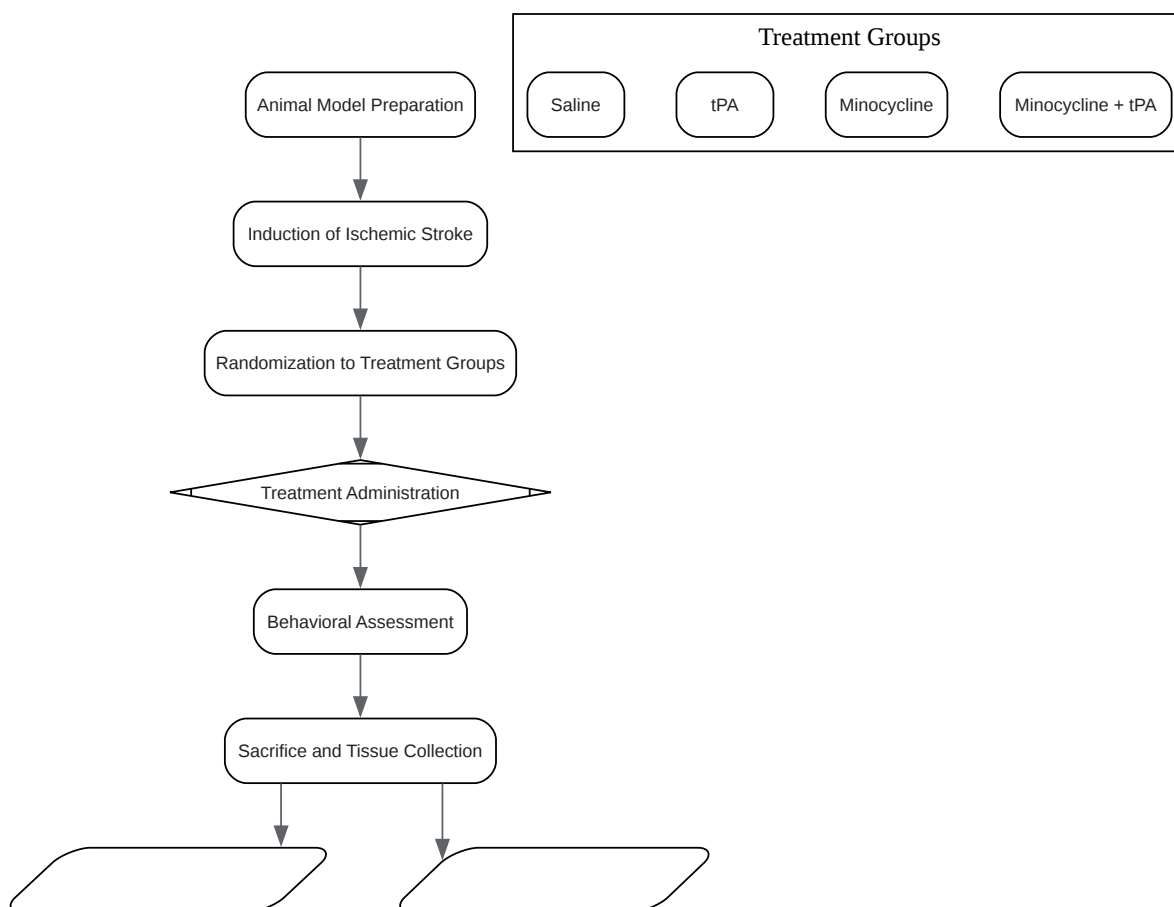 Treatment Groups
Saline
tPA
Minocycline
Minocycline + tPA
Animal Model Preparation
Induction of Ischemic Stroke
Randomization to Treatment Groups
Treatment Administration
Behavioral Assessment
Sacrifice and Tissue Collection